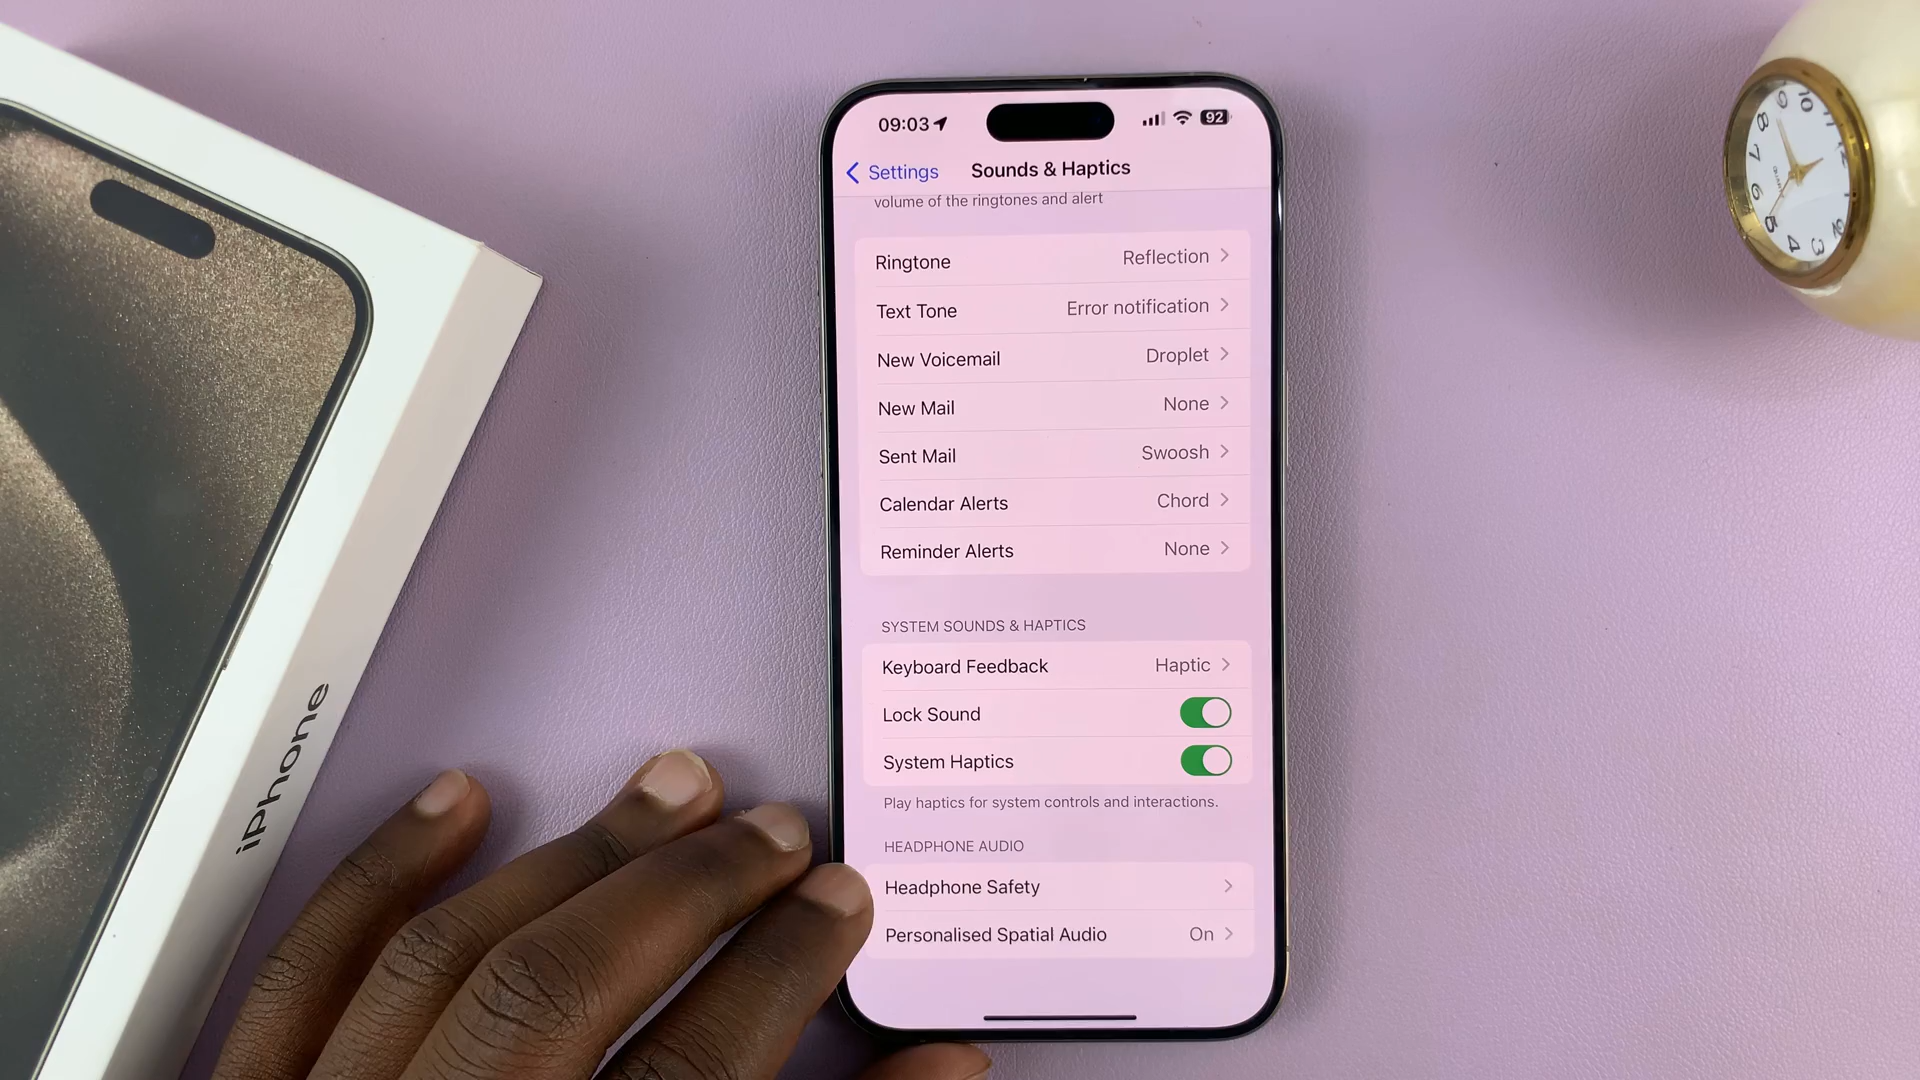 09:03
92
Settings
Sounds & Haptics
volume of the ringtones and alert
Ringtone Reflection
Text Tone Error notification
New Voicemail Droplet
New Mail None
Sent Mail Swoosh
Calendar Alerts Chord
Reminder Alerts None
SYSTEM SOUNDS & HAPTICS
Keyboard Feedback Haptic
Lock Sound
System Haptics
Play haptics for system controls and interactions.
HEADPHONE AUDIO
Headphone Safety
Personalised Spatial Audio On
iPhone